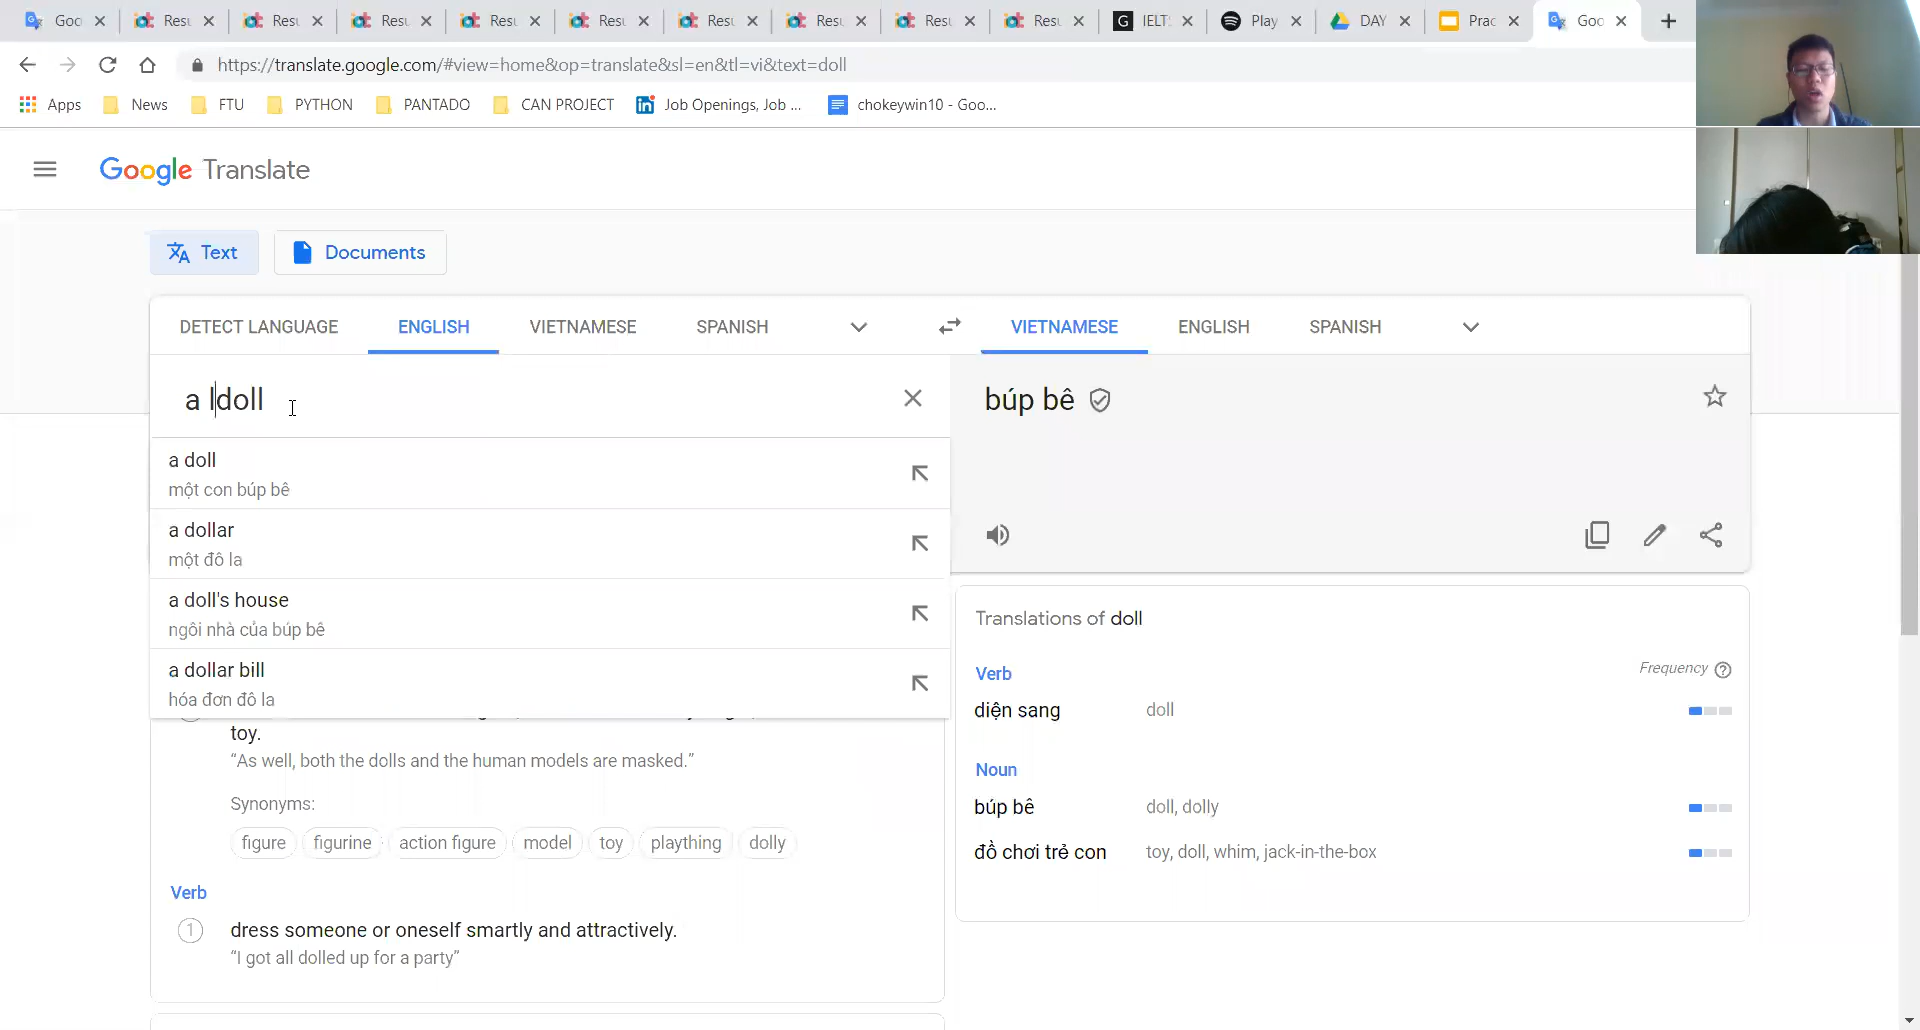 Goo
Resu
Resu
Resu
Resu
Resu
Resu
Resu
Resu
Resu
IELT
Play
DAY
Prac
Goo
https://translate.google.com/#view=home&op=translate&sl=en&tl=vi&text=doll
Apps
News
FTU
PYTHON
PANTADO
CAN PROJECT
Job Openings, Job ...
chokeywin10 - Goo...
Google Translate
Text
Documents
DETECT LANGUAGE
ENGLISH
VIETNAMESE
SPANISH
VIETNAMESE
ENGLISH
SPANISH
a ldoll
búp bê
a doll
một con búp bê
a dollar
một đô la
a doll's house
ngôi nhà của búp bê
a dollar bill
hóa đơn đô la
toy.
“As well, both the dolls and the human models are masked.”
Synonyms:
figure
figurine
action figure
model
toy
plaything
dolly
Verb
1
dress someone or oneself smartly and attractively.
“I got all dolled up for a party”
Translations of doll
Verb
Frequency
diện sang
doll
Noun
búp bê
doll, dolly
đồ chơi trẻ con
toy, doll, whim, jack-in-the-box